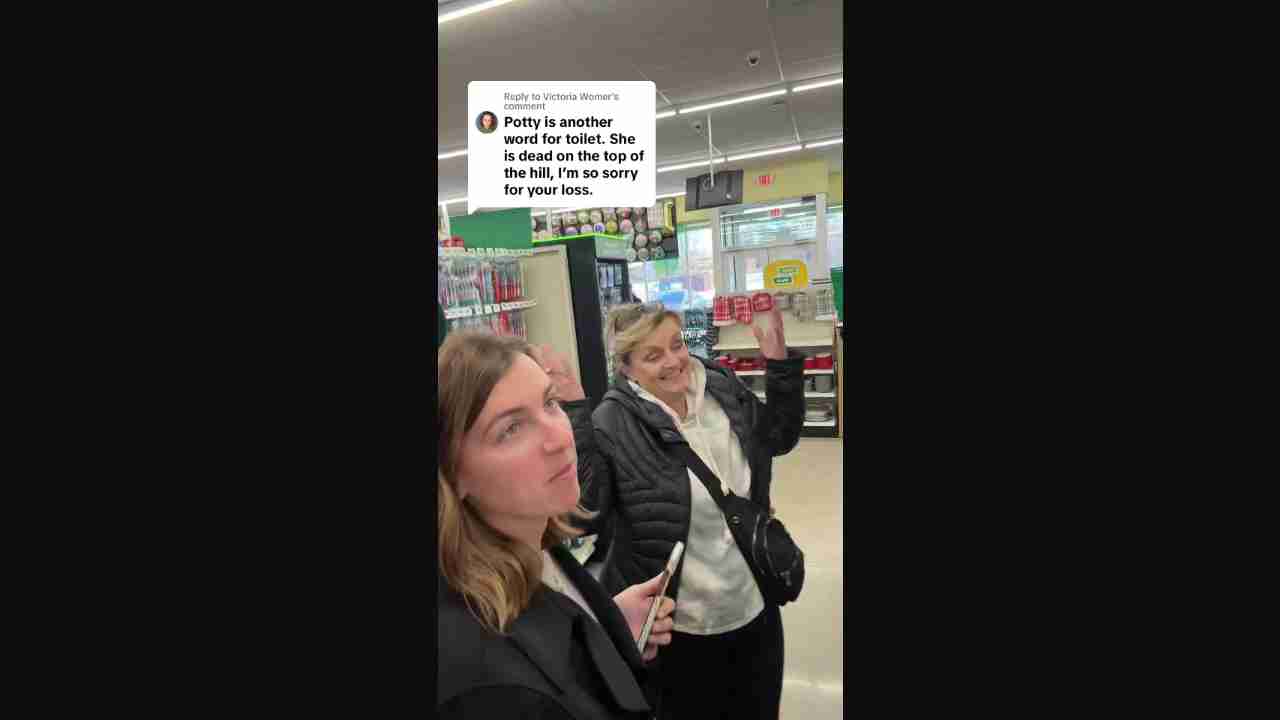 Reply to Victoria Womer's
comment
Potty is another
word for toilet. She
is dead on the top of
the hill, I'm so sorry
for your loss.